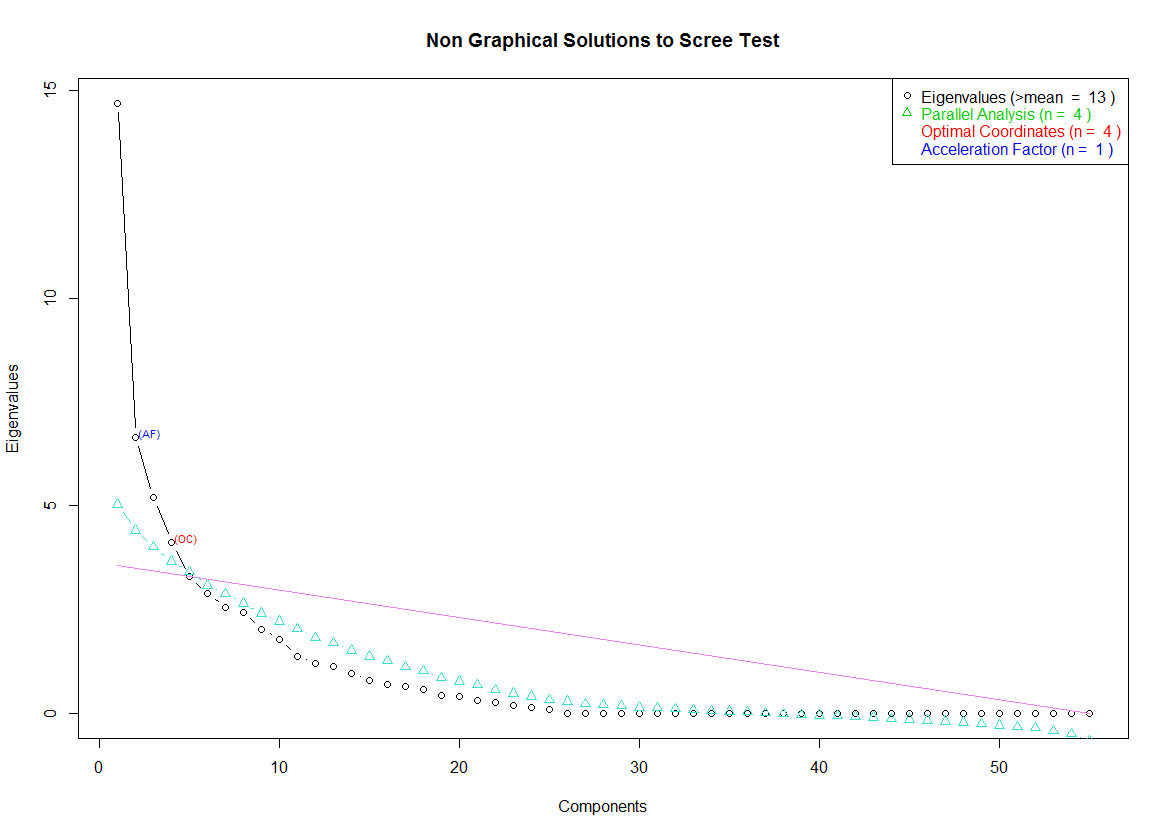 Non Graphical Solutions to Scree Test
Eigenvalues (>mean = 13 )
Parallel Analysis (n = 4 )
Optimal Coordinates (n = 4 )
Acceleration Factor (n = 1 )
15
10
5
0
Eigenvalues
(AF)
(OC)
0 10 20 30 40 50
Components